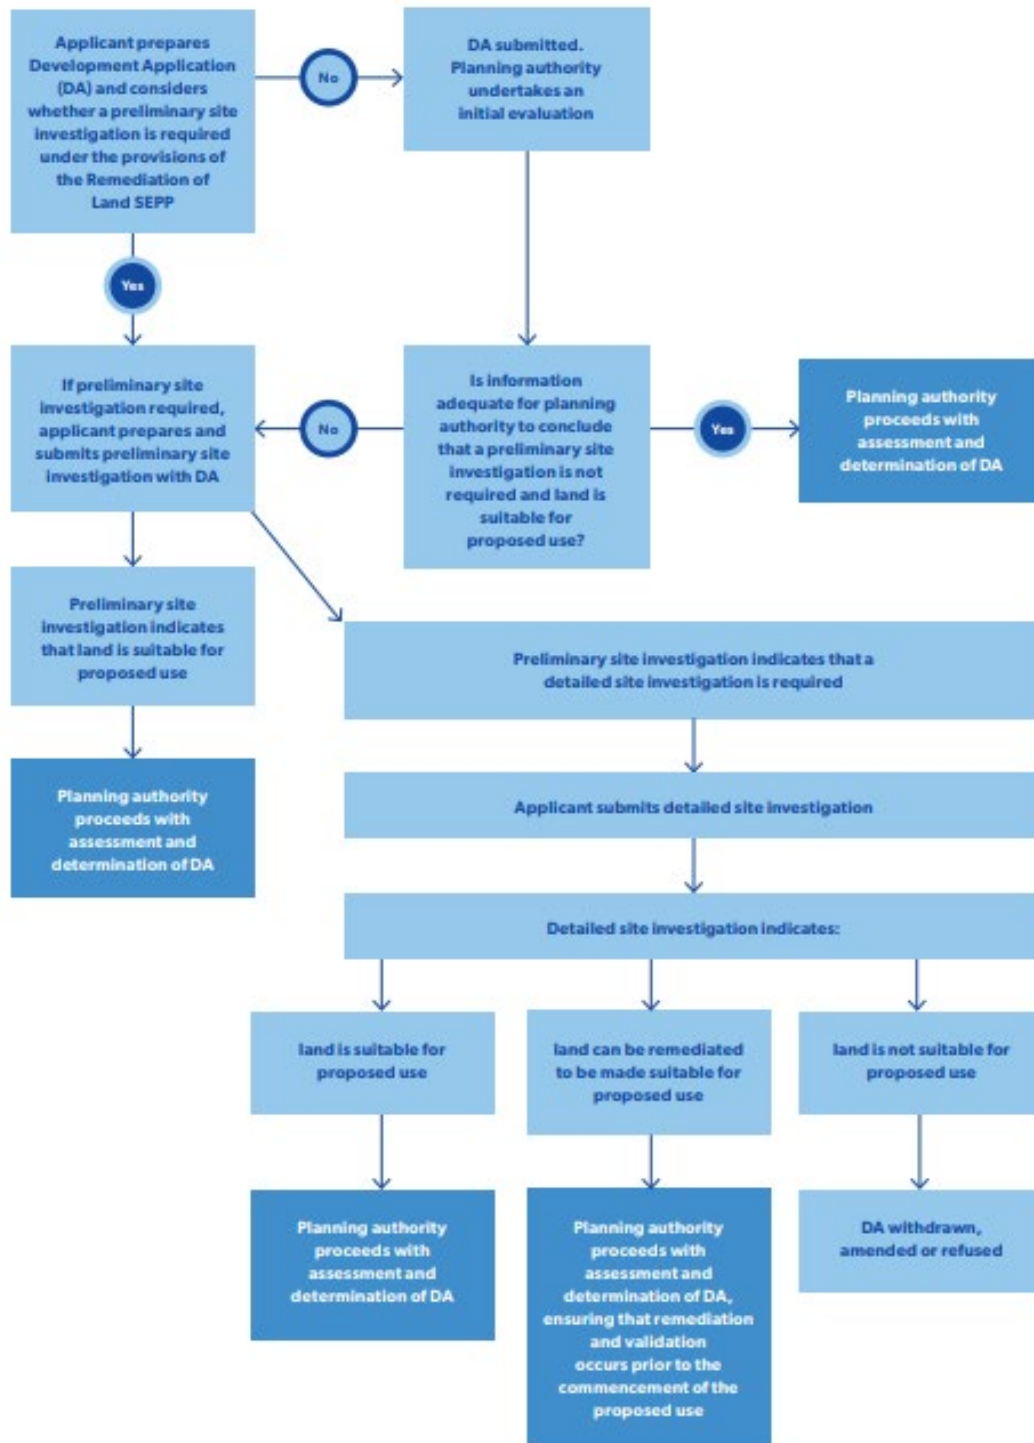 Applicant prepares
Development Application
(DA) and considers
whether a preliminary site
investigation is required
under the provisions of
the Remediation of
Land SEPP
No
DA submitted.
Planning authority
undertakes an
initial evaluation
Yes
If preliminary site
investigation required,
applicant prepares and
submits preliminary site
investigation with DA
No
Is information
adequate for planning
authority to conclude
that a preliminary site
investigation is not
required and land is
suitable for
proposed use?
Yes
Planning authority
proceeds with
assessment and
determination of DA
Preliminary site
investigation indicates
that land is suitable for
proposed use
Planning authority
proceeds with
assessment and
determination of DA
Preliminary site investigation indicates that a
detailed site investigation is required
Applicant submits detailed site investigation
Detailed site investigation indicates:
land is suitable for
proposed use
land can be remediated
to be made suitable for
proposed use
land is not suitable for
proposed use
Planning authority
proceeds with
assessment and
determination of DA
Planning authority
proceeds with
assessment and
determination of DA,
ensuring that remediation
and validation
occurs prior to the
commencement of the
proposed use
DA withdrawn,
amended or refused